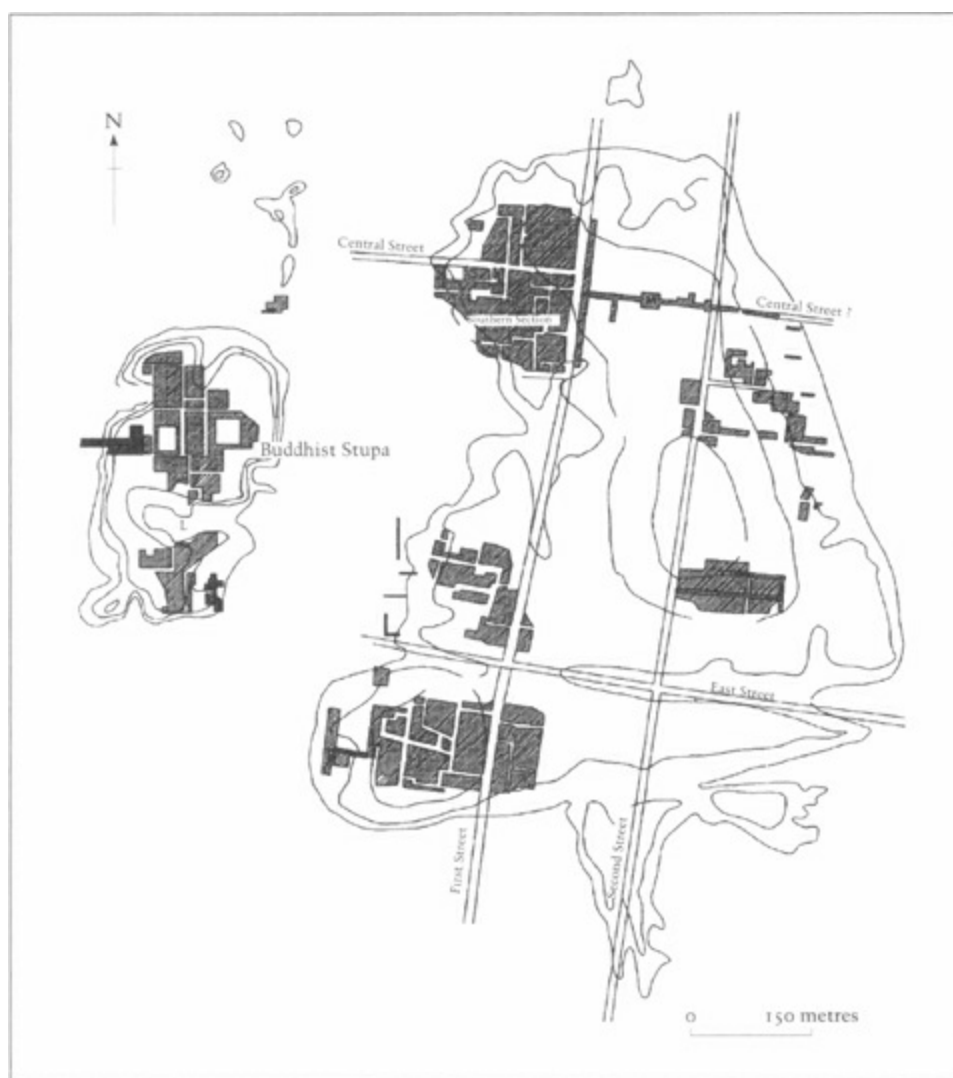 N
Central Street
Southern Section
Central Street ?
Buddhist Stupa
L
East Street
First Street
Second Street
0 150 metres